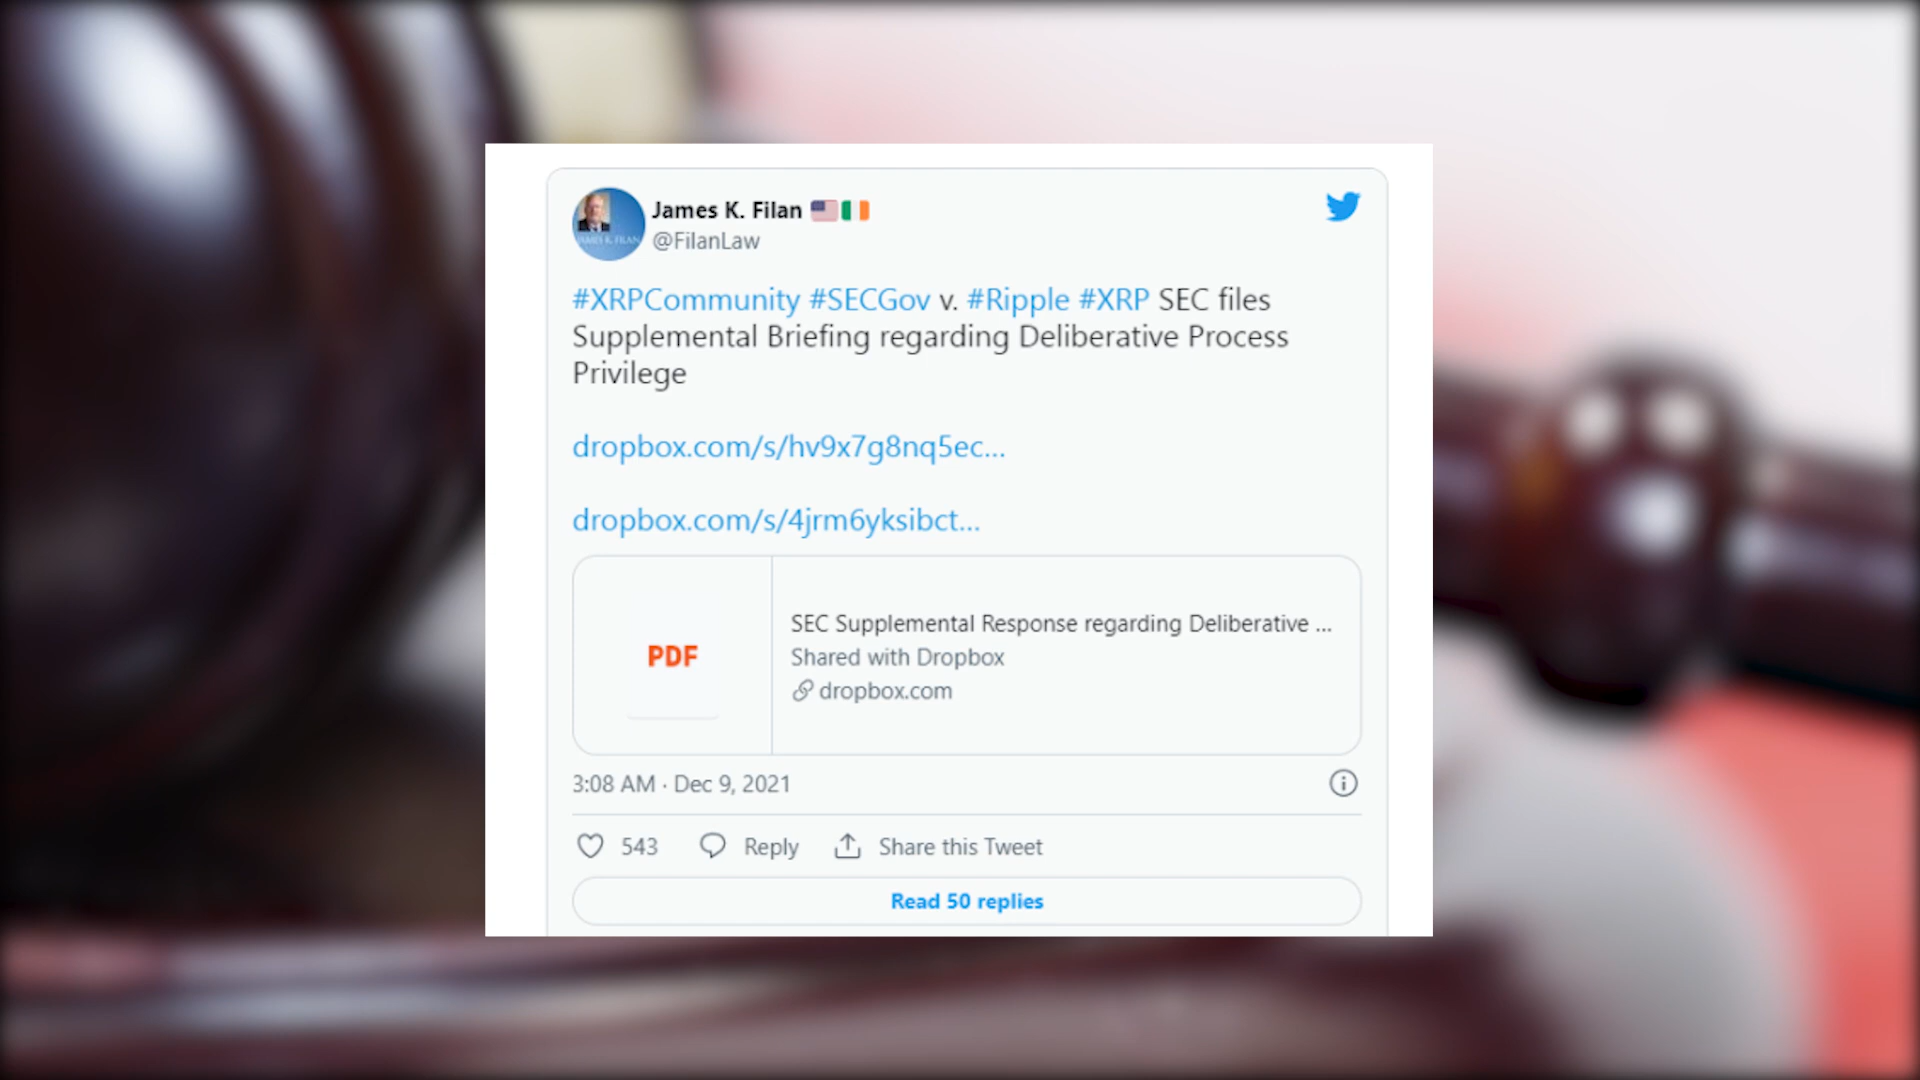 James K. Filan 🇺🇸🇮🇪
@FilanLaw
#XRPCommunity #SECGov v. #Ripple #XRP SEC files
Supplemental Briefing regarding Deliberative Process
Privilege
dropbox.com/s/hv9x7g8nq5ec...
dropbox.com/s/4jrm6yksibct...
PDF
SEC Supplemental Response regarding Deliberative ...
Shared with Dropbox
dropbox.com
3:08 AM · Dec 9, 2021
543 Reply Share this Tweet
Read 50 replies